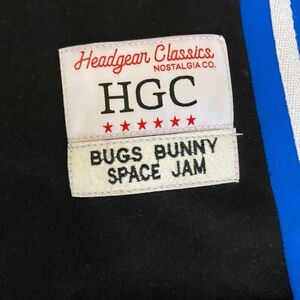 Headgear Classics
NOSTALGIA CO.
HGC
BUGS BUNNY
SPACE JAM